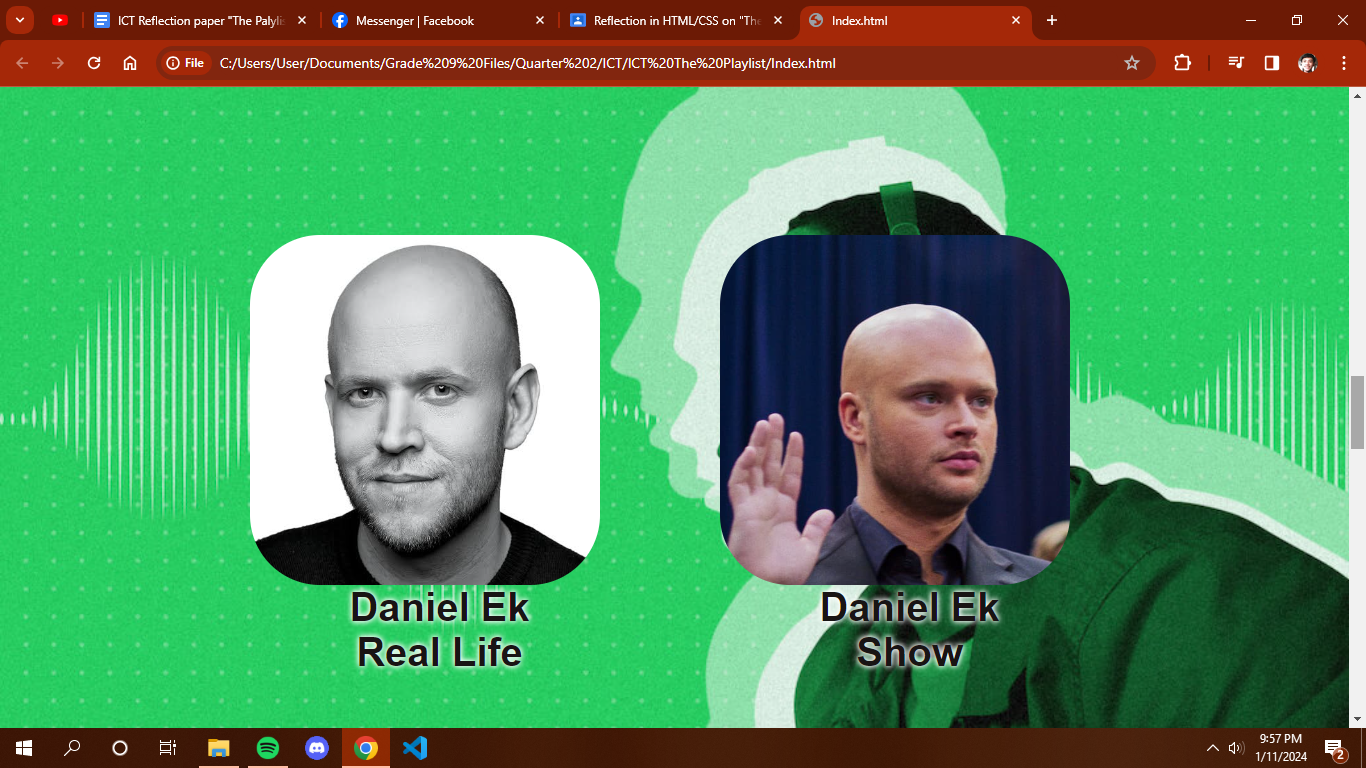 ICT Reflection paper "The Palylis
Messenger | Facebook
Reflection in HTML/CSS on "The
Index.html
File
C:/Users/User/Documents/Grade%209%20Files/Quarter%202/ICT/ICT%20The%20Playlist/Index.html
Daniel Ek
Real Life
Daniel Ek
Show
9:57 PM
1/11/2024
2